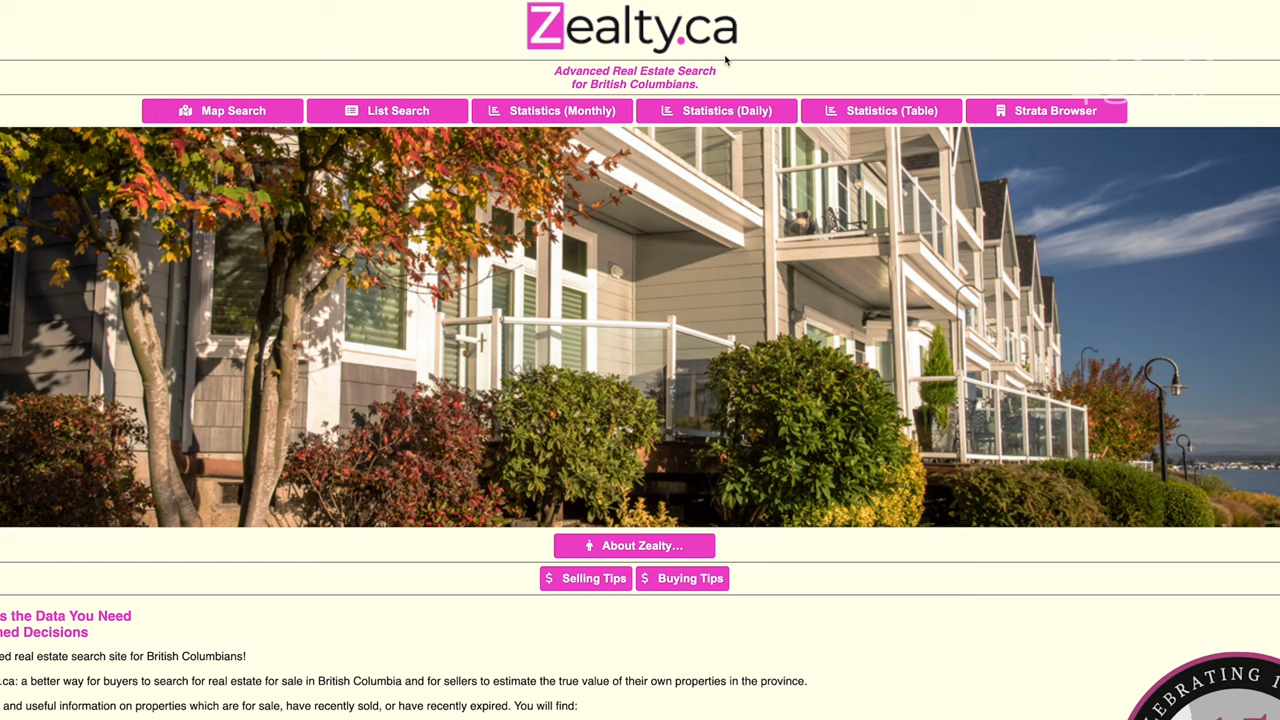 Zealty.ca
Advanced Real Estate Search
for British Columbians.
Map Search
List Search
Statistics (Monthly)
Statistics (Daily)
Statistics (Table)
Strata Browser
About Zealty...
$ Selling Tips
$ Buying Tips
s the Data You Need
ned Decisions
ed real estate search site for British Columbians!
.ca: a better way for buyers to search for real estate for sale in British Columbia and for sellers to estimate the true value of their own properties in the province.
and useful information on properties which are for sale, have recently sold, or have recently expired. You will find:
EBRATING 1